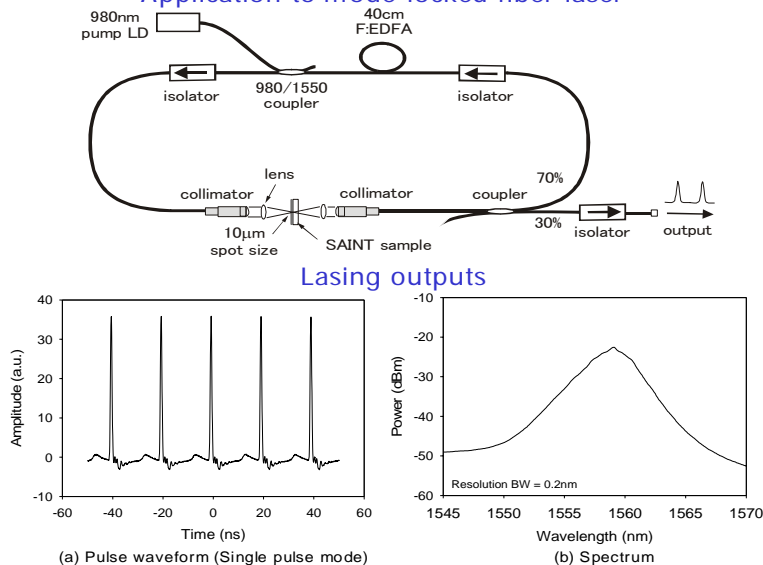 Application to mode-locked fiber laser
980nm
pump LD
40cm
F:EDFA
isolator
980/1550
coupler
isolator
lens
collimator
collimator
coupler
70%
30%
10μm
spot size
SAINT sample
isolator
output
Lasing outputs
40
30
20
10
0
-10
-60
-40
-20
0
20
40
60
Amplitude (a.u.)
Time (ns)
(a) Pulse waveform (Single pulse mode)
-10
-20
-30
-40
-50
-60
1545
1550
1555
1560
1565
1570
Power (dBm)
Resolution BW = 0.2nm
Wavelength (nm)
(b) Spectrum